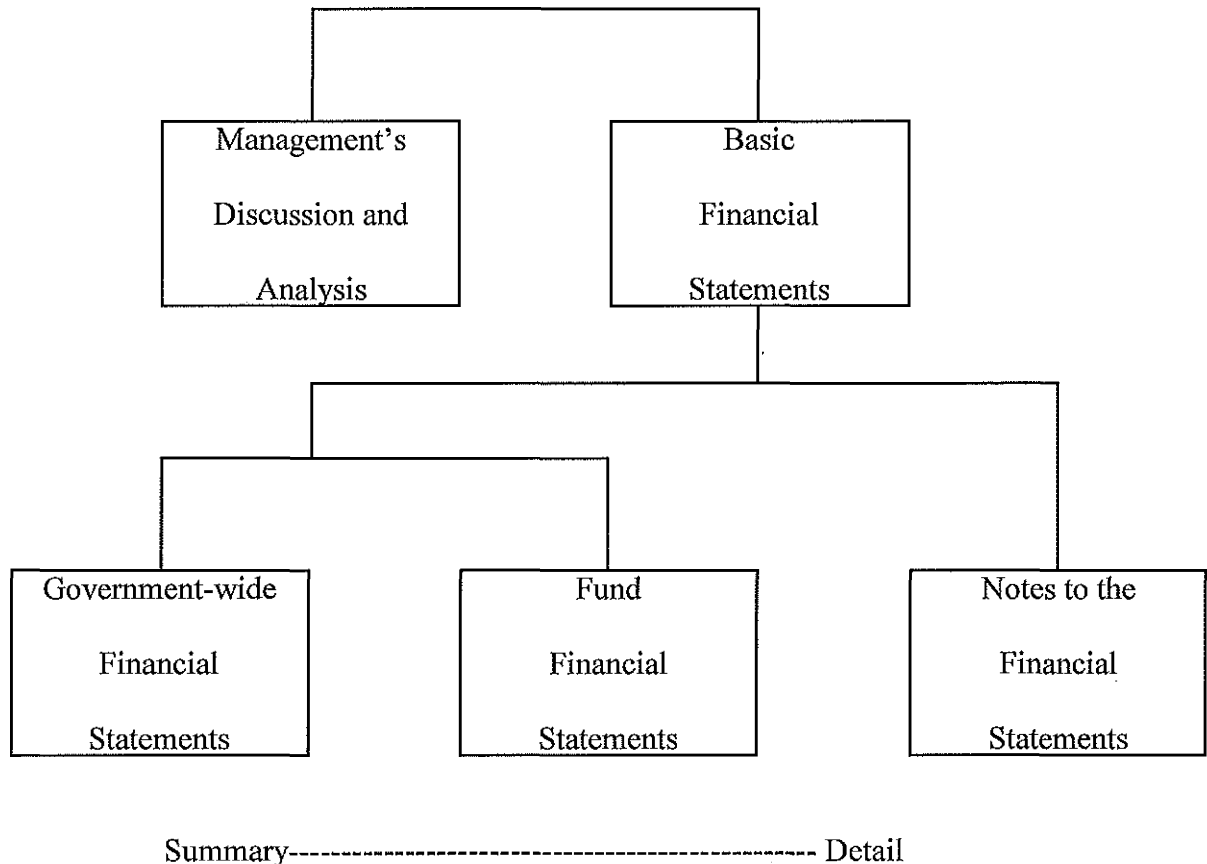 Management's
Discussion and
Analysis
Basic
Financial
Statements
Government-wide
Financial
Statements
Fund
Financial
Statements
Notes to the
Financial
Statements
Summary---------------------------------------- Detail